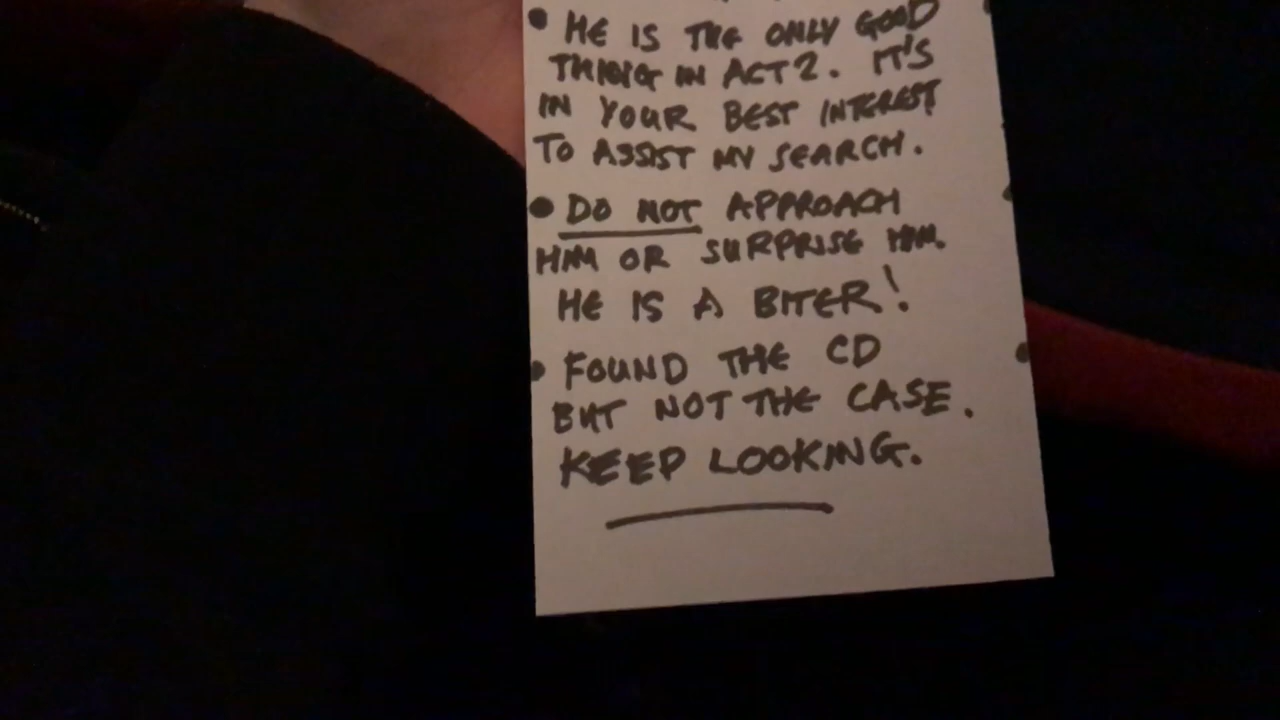 • HE IS THE ONLY GOOD
THING IN ACT 2. IT'S
IN YOUR BEST INTEREST
TO ASSIST MY SEARCH.
• DO NOT APPROACH
HIM OR SURPRISE HIM.
HE IS A BITER!
• FOUND THE CD
BUT NOT THE CASE.
KEEP LOOKING.